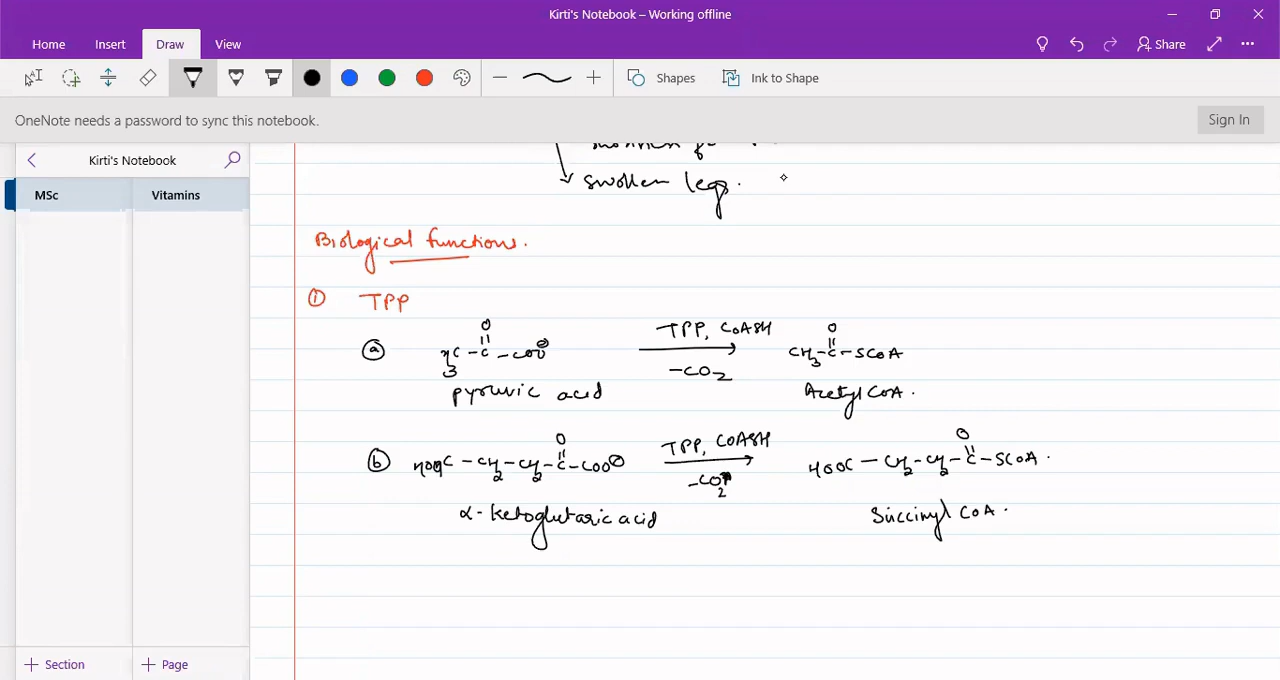 Kirti's Notebook – Working offline
Home Insert Draw View Share
Shapes Ink to Shape
OneNote needs a password to sync this notebook. Sign In
Kirti's Notebook
MSc Vitamins
swollen legs.
Biological functions.
① TPP
ⓐ H3C-C-COO⊖ TPP, CoASH CH3-C-SCoA
O O
-CO2
pyruvic acid Acetyl CoA.
ⓑ HOOC-CH2-CH2-C-COO⊖ TPP, COASH HOOC-CH2-CH2-C-SCoA.
O O
-CO2
α-ketoglutaric acid Succinyl CoA.
Section Page